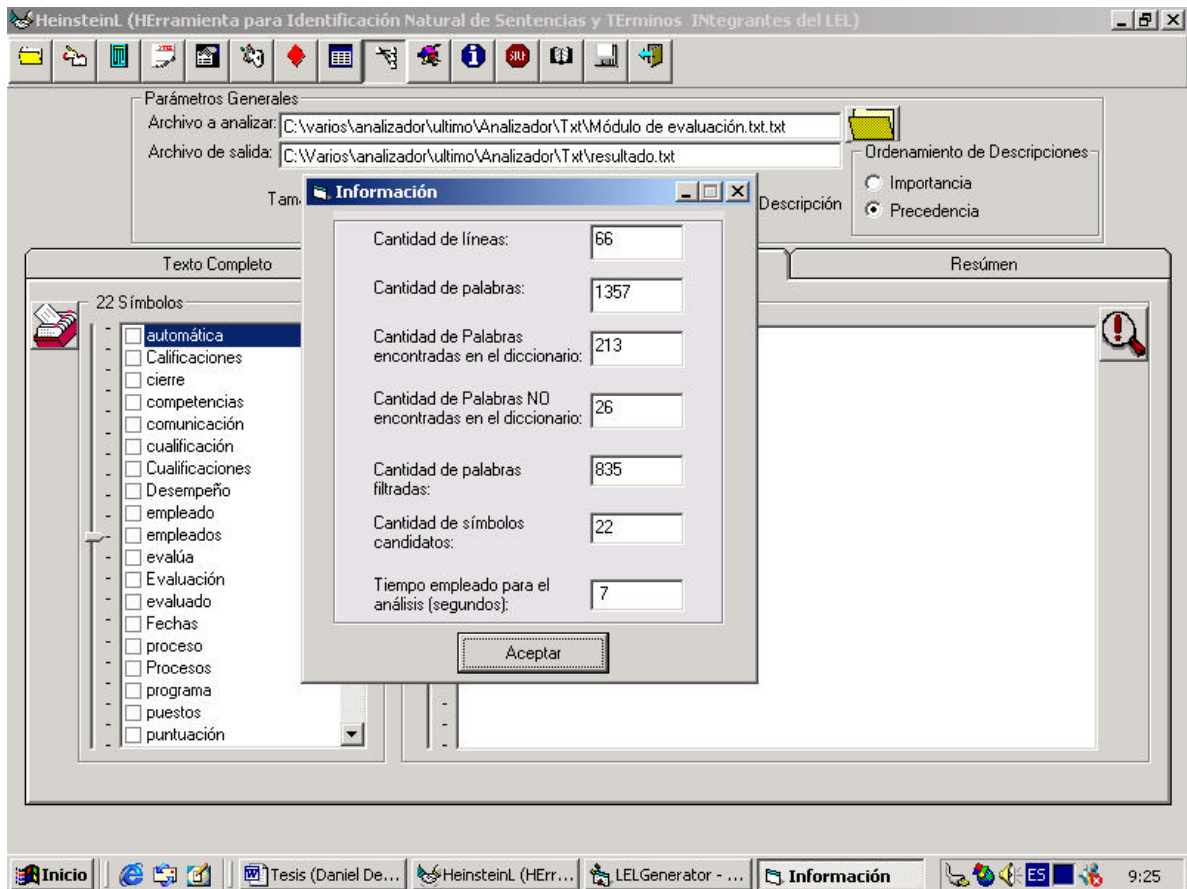 HeinsteinL (HErramienta para Identificación Natural de Sentencias y TErminos INtegrantes del LEL)
Parámetros Generales
Archivo a analizar: C:\varios\analizador\ultimo\Analizador\Txt\Módulo de evaluación.txt.txt
Archivo de salida: C:\Varios\analizador\ultimo\Analizador\Txt\resultado.txt
Tam
Descripción
Ordenamiento de Descripciones
Importancia
Precedencia
Texto Completo
Resúmen
22 Símbolos
automática
Calificaciones
cierre
competencias
comunicación
cualificación
Cualificaciones
Desempeño
empleado
empleados
evalúa
Evaluación
evaluado
Fechas
proceso
Procesos
programa
puestos
puntuación
Información
Cantidad de líneas: 66
Cantidad de palabras: 1357
Cantidad de Palabras
encontradas en el diccionario: 213
Cantidad de Palabras NO
encontradas en el diccionario: 26
Cantidad de palabras
filtradas: 835
Cantidad de símbolos
candidatos: 22
Tiempo empleado para el
análisis (segundos): 7
Aceptar
Inicio
Tesis (Daniel De...
HeinsteinL (HErr...
LELGenerator - ...
Información
ES
9:25